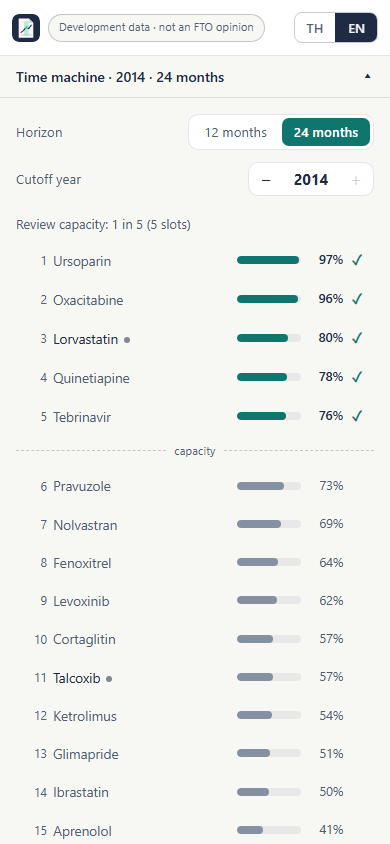 Development data · not an FTO opinion
TH EN
Time machine · 2014 · 24 months
Horizon 12 months 24 months
Cutoff year − 2014 +
Review capacity: 1 in 5 (5 slots)
1 Ursoparin 97% ✓
2 Oxacitabine 96% ✓
3 Lorvastatin 80% ✓
4 Quinetiapine 78% ✓
5 Tebrinavir 76% ✓
capacity
6 Pravuzole 73%
7 Nolvastran 69%
8 Fenoxitrel 64%
9 Levoxinib 62%
10 Cortaglitin 57%
11 Talcoxib 57%
12 Ketrolimus 54%
13 Glimapride 51%
14 Ibrastatin 50%
15 Aprenolol 41%